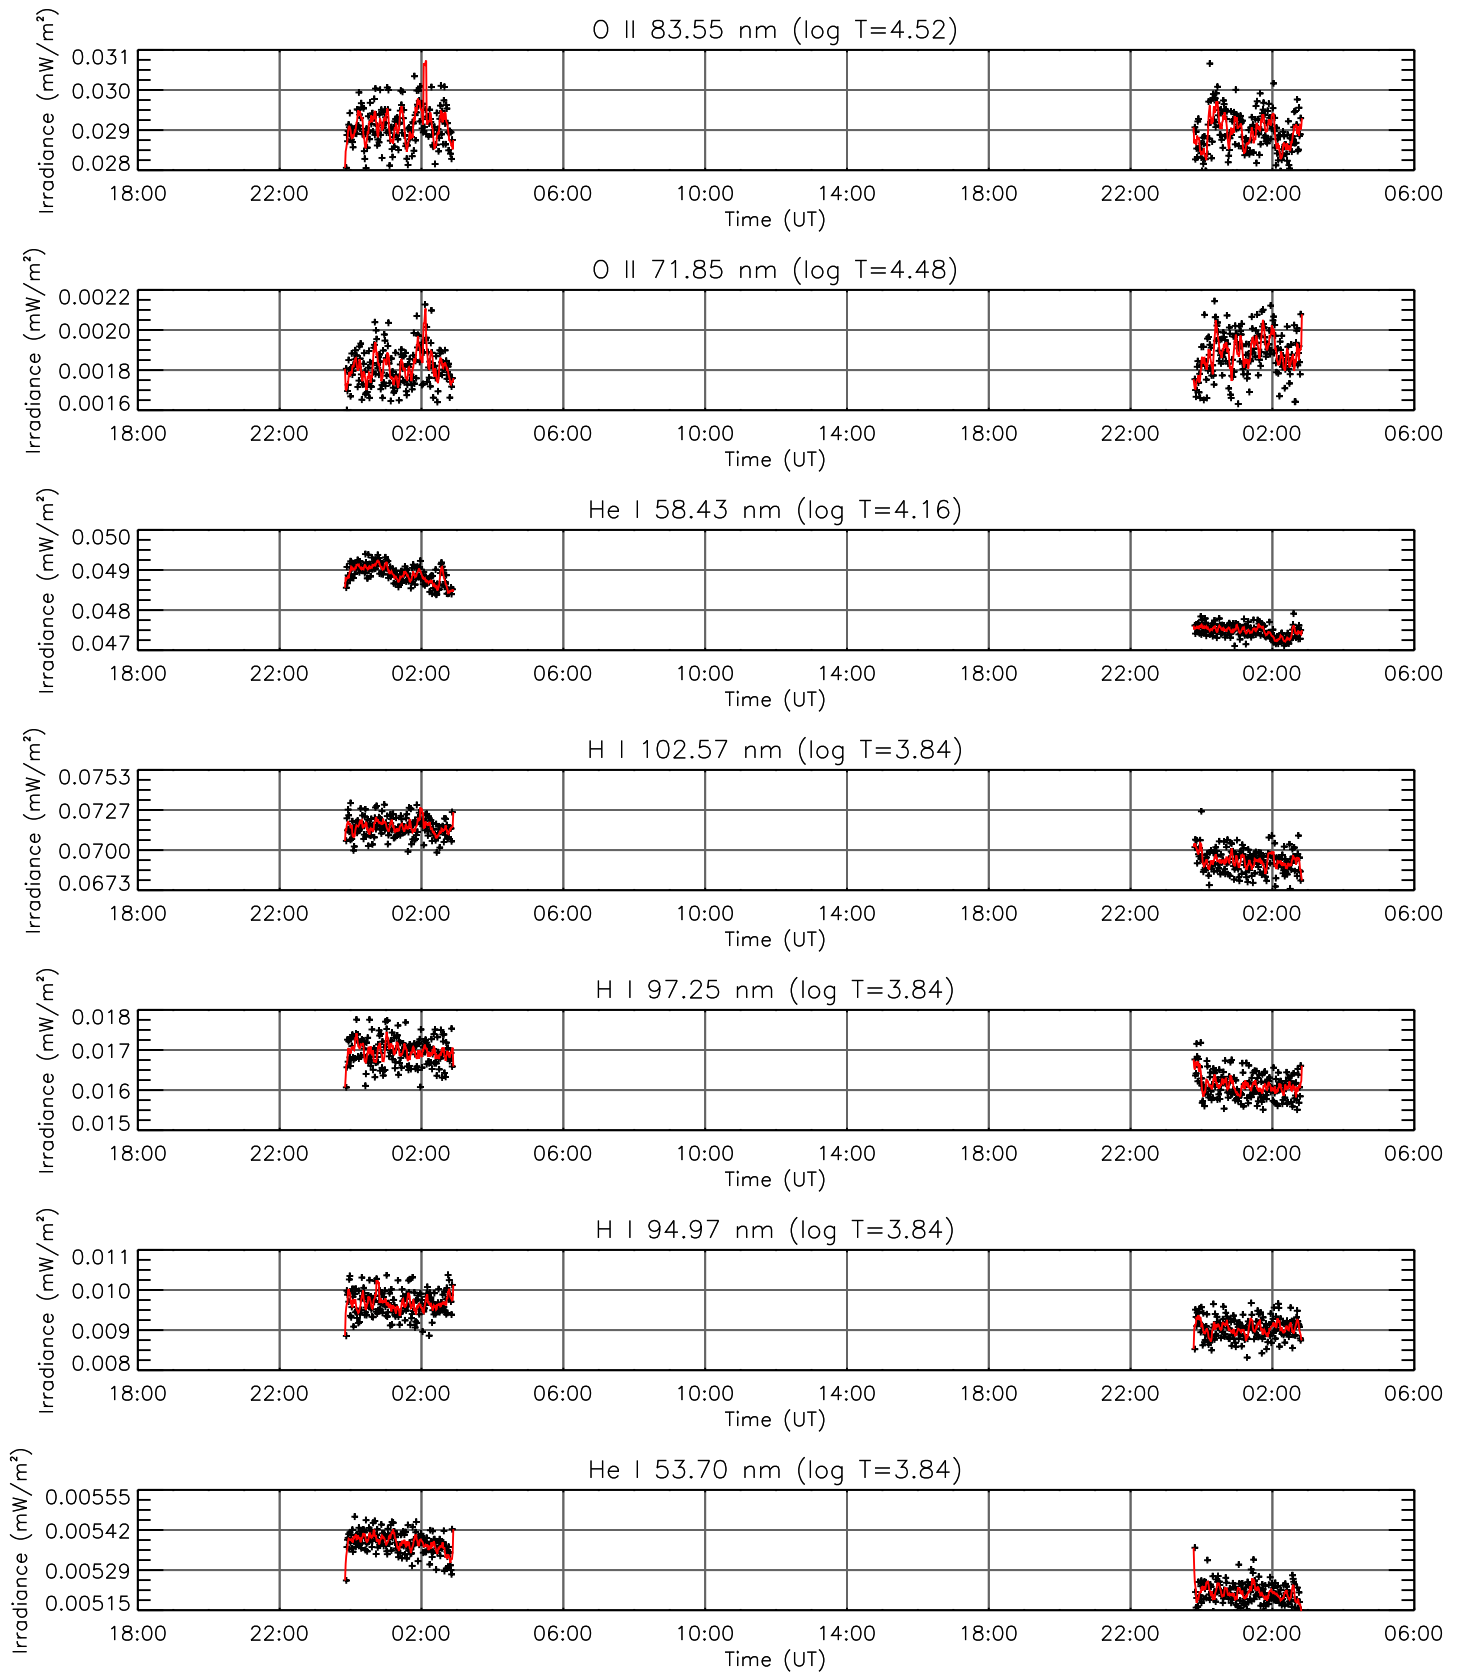 O II 83.55 nm (log T=4.52)
Irradiance (mW/m²)
0.031
0.030
0.029
0.028
18:00 22:00 02:00 06:00 10:00 14:00 18:00 22:00 02:00 06:00
Time (UT)
O II 71.85 nm (log T=4.48)
Irradiance (mW/m²)
0.0022
0.0020
0.0018
0.0016
18:00 22:00 02:00 06:00 10:00 14:00 18:00 22:00 02:00 06:00
Time (UT)
He I 58.43 nm (log T=4.16)
Irradiance (mW/m²)
0.050
0.049
0.048
0.047
18:00 22:00 02:00 06:00 10:00 14:00 18:00 22:00 02:00 06:00
Time (UT)
H I 102.57 nm (log T=3.84)
Irradiance (mW/m²)
0.0753
0.0727
0.0700
0.0673
18:00 22:00 02:00 06:00 10:00 14:00 18:00 22:00 02:00 06:00
Time (UT)
H I 97.25 nm (log T=3.84)
Irradiance (mW/m²)
0.018
0.017
0.016
0.015
18:00 22:00 02:00 06:00 10:00 14:00 18:00 22:00 02:00 06:00
Time (UT)
H I 94.97 nm (log T=3.84)
Irradiance (mW/m²)
0.011
0.010
0.009
0.008
18:00 22:00 02:00 06:00 10:00 14:00 18:00 22:00 02:00 06:00
Time (UT)
He I 53.70 nm (log T=3.84)
Irradiance (mW/m²)
0.00555
0.00542
0.00529
0.00515
18:00 22:00 02:00 06:00 10:00 14:00 18:00 22:00 02:00 06:00
Time (UT)